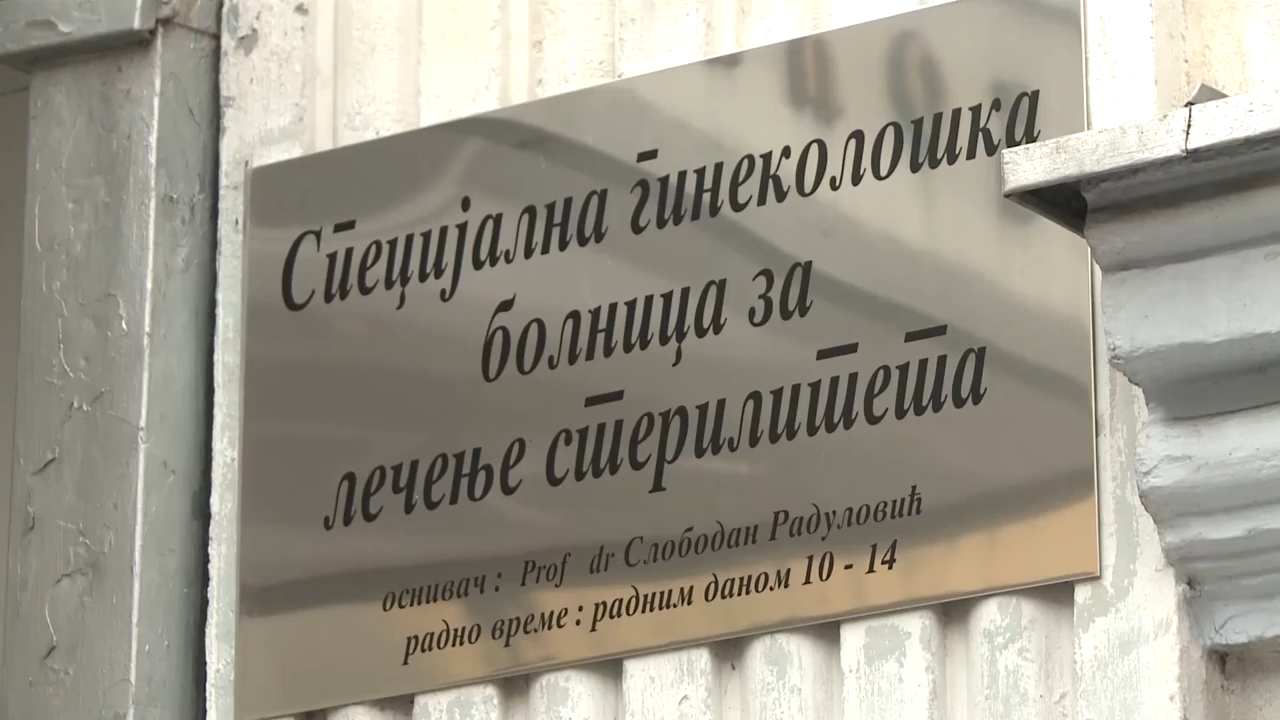 Специјална гинеколошка
болница за
лечење стерилитета
оснивач : Prof dr Слободан Радуловић
радно време : радним даном 10 - 14